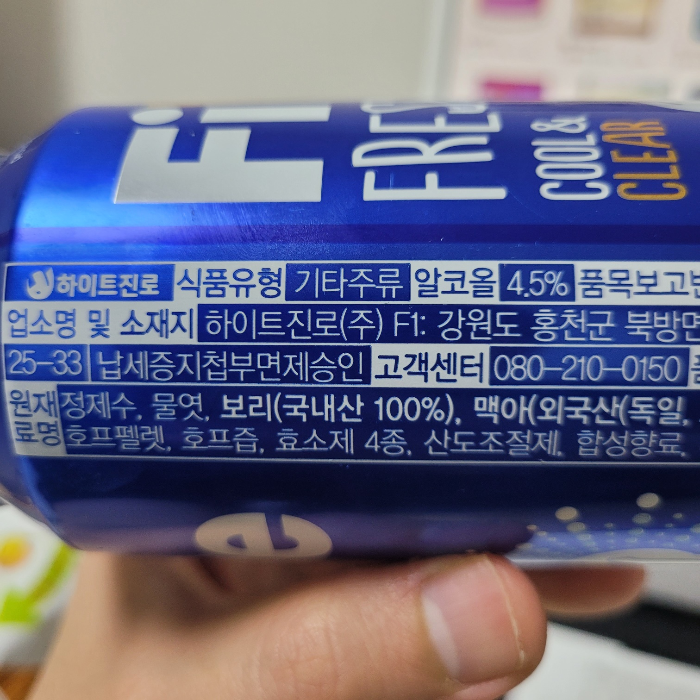 Fi
FRES
COOL &
CLEAR
하이트진로 식품유형 기타주류 알코올 4.5% 품목보고번
업소명 및 소재지 하이트진로(주) F1: 강원도 홍천군 북방면
25-33 납세증지첩부면제승인 고객센터 080-210-0150
원재료명 정제수, 물엿, 보리(국내산 100%), 맥아(외국산(독일,
호프펠렛, 호프즙, 효소제 4종, 산도조절제, 합성향료,
e